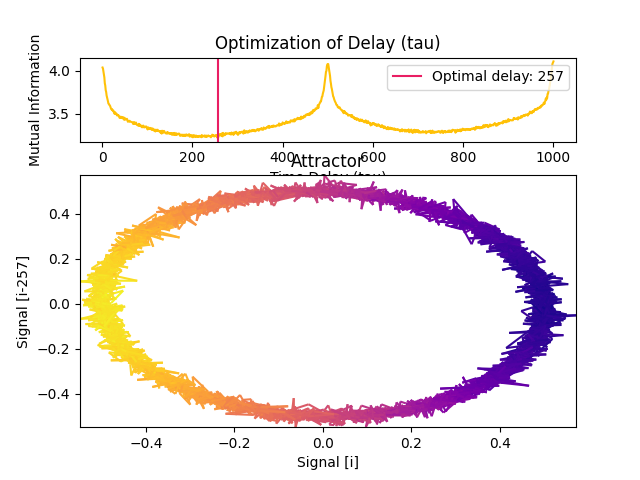 Optimization of Delay (tau)
Mutual Information
4.0
3.5
Optimal delay: 257
0
200
400
600
800
1000
Time Delay (tau)
Attractor
Signal [i-257]
0.4
0.2
0.0
−0.2
−0.4
−0.4
−0.2
0.0
0.2
0.4
Signal [i]